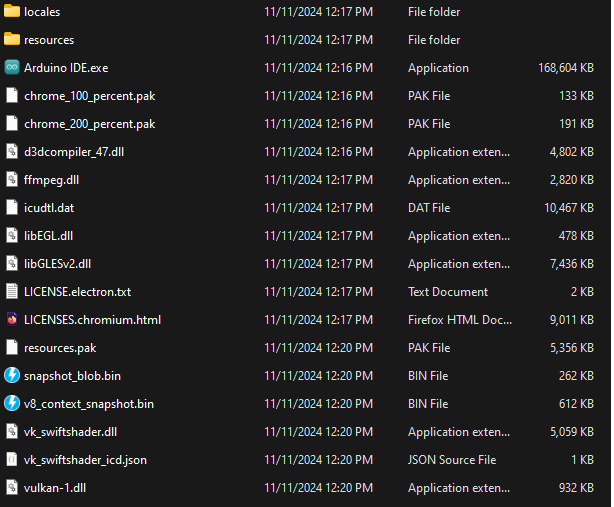 locales 11/11/2024 12:17 PM File folder
resources 11/11/2024 12:17 PM File folder
Arduino IDE.exe 11/11/2024 12:16 PM Application 168,604 KB
chrome_100_percent.pak 11/11/2024 12:16 PM PAK File 133 KB
chrome_200_percent.pak 11/11/2024 12:16 PM PAK File 191 KB
d3dcompiler_47.dll 11/11/2024 12:16 PM Application exten... 4,802 KB
ffmpeg.dll 11/11/2024 12:17 PM Application exten... 2,820 KB
icudtl.dat 11/11/2024 12:17 PM DAT File 10,467 KB
libEGL.dll 11/11/2024 12:17 PM Application exten... 478 KB
libGLESv2.dll 11/11/2024 12:17 PM Application exten... 7,436 KB
LICENSE.electron.txt 11/11/2024 12:17 PM Text Document 2 KB
LICENSES.chromium.html 11/11/2024 12:17 PM Firefox HTML Doc... 9,011 KB
resources.pak 11/11/2024 12:20 PM PAK File 5,356 KB
snapshot_blob.bin 11/11/2024 12:20 PM BIN File 262 KB
v8_context_snapshot.bin 11/11/2024 12:20 PM BIN File 612 KB
vk_swiftshader.dll 11/11/2024 12:20 PM Application exten... 5,059 KB
vk_swiftshader_icd.json 11/11/2024 12:20 PM JSON Source File 1 KB
vulkan-1.dll 11/11/2024 12:20 PM Application exten... 932 KB